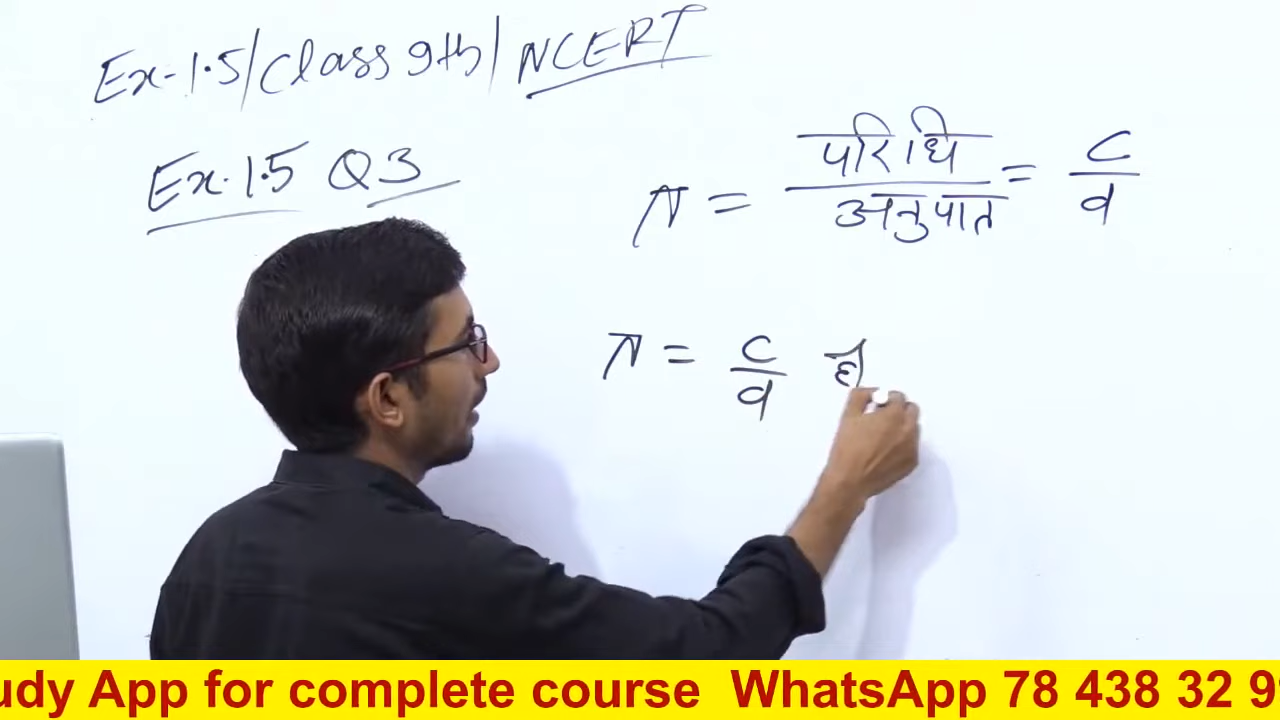 Ex-1.5/Class 9th/NCERT
Ex. 1.5 Q3
π = परिधि/अनुपात = c/d
π = c/d है
udy App for complete course WhatsApp 78 438 32 9